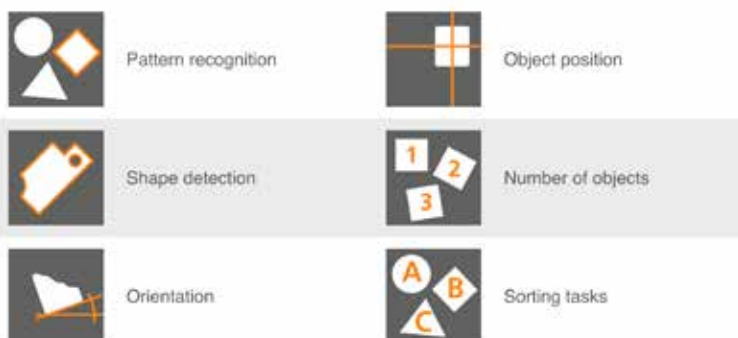 Pattern recognition
Object position
Shape detection
1
2
3
Number of objects
Orientation
A
B
C
Sorting tasks